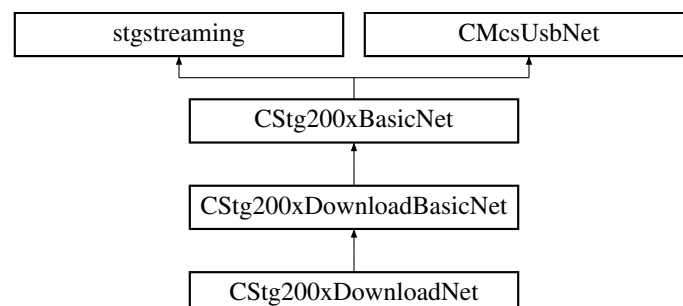 stgstreaming
CMcsUsbNet
CStg200xBasicNet
CStg200xDownloadBasicNet
CStg200xDownloadNet